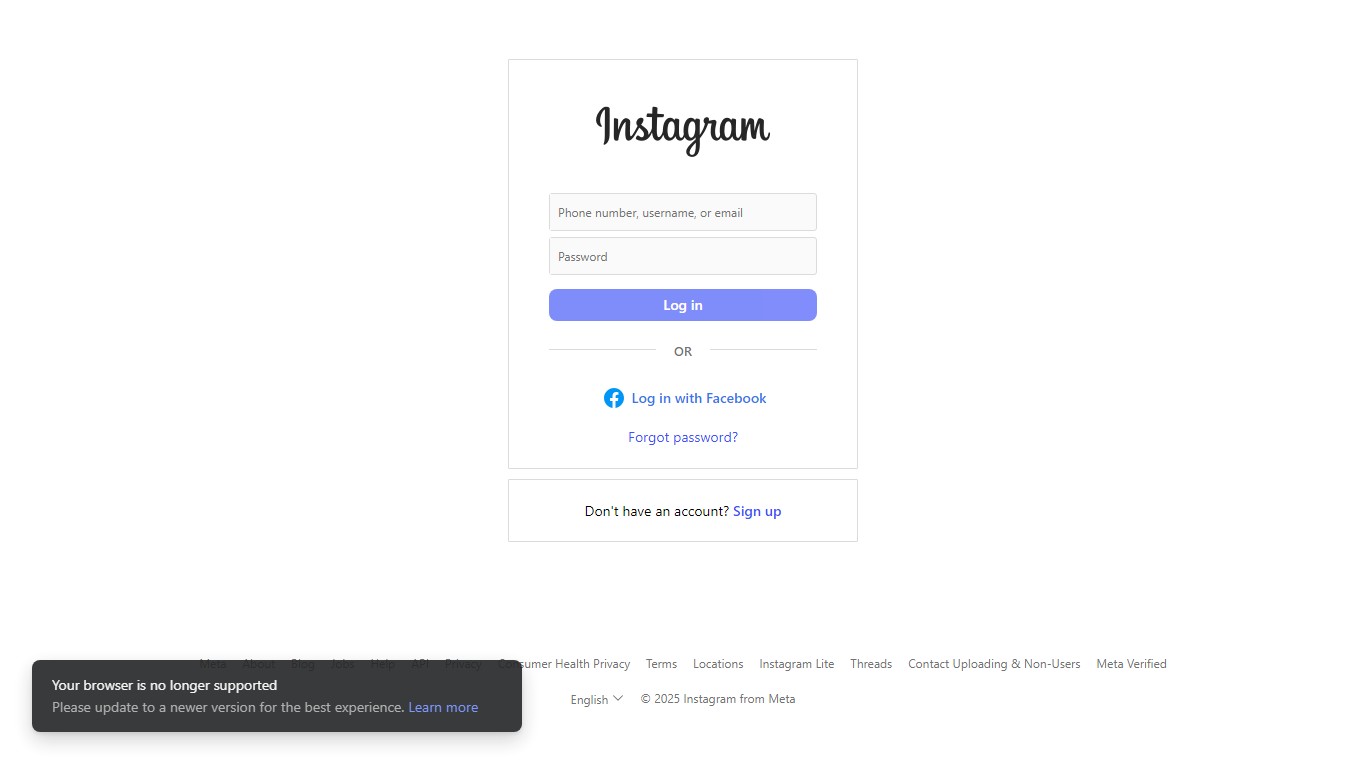 Instagram
Phone number, username, or email
Password
Log in
OR
Log in with Facebook
Forgot password?
Don't have an account? Sign up
Meta About Blog Jobs Help API Privacy Consumer Health Privacy Terms Locations Instagram Lite Threads Contact Uploading & Non-Users Meta Verified
English © 2025 Instagram from Meta
Your browser is no longer supported
Please update to a newer version for the best experience. Learn more